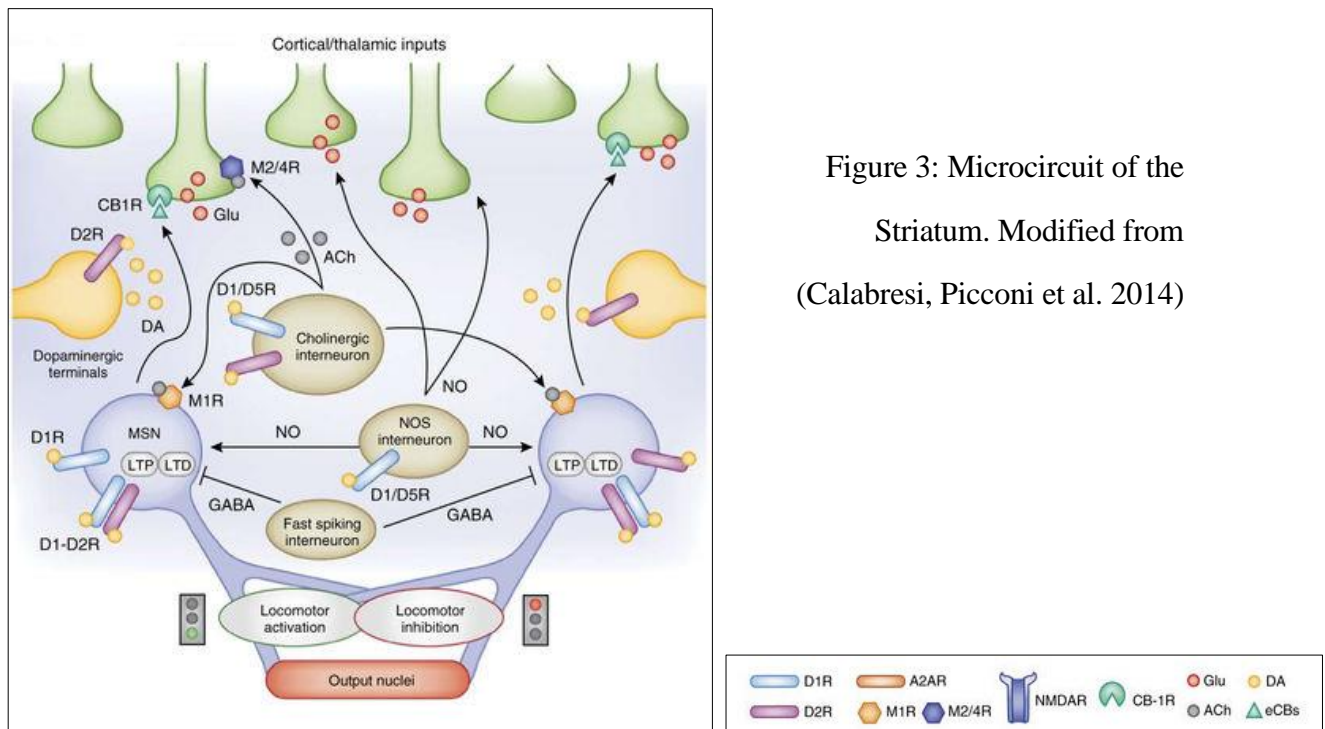 Cortical/thalamic inputs
M2/4R
CB1R
Glu
D2R
ACh
D1/D5R
DA
Cholinergic
interneuron
Dopaminergic
terminals
NO
M1R
D1R
MSN
NO
NOS
interneuron
NO
LTP LTD
LTP LTD
D1/D5R
GABA
GABA
Fast spiking
interneuron
D1-D2R
Locomotor
activation
Locomotor
inhibition
Output nuclei
Figure 3: Microcircuit of the
Striatum. Modified from
(Calabresi, Picconi et al. 2014)
D1R A2AR NMDAR CB-1R Glu DA
D2R M1R M2/4R ACh eCBs